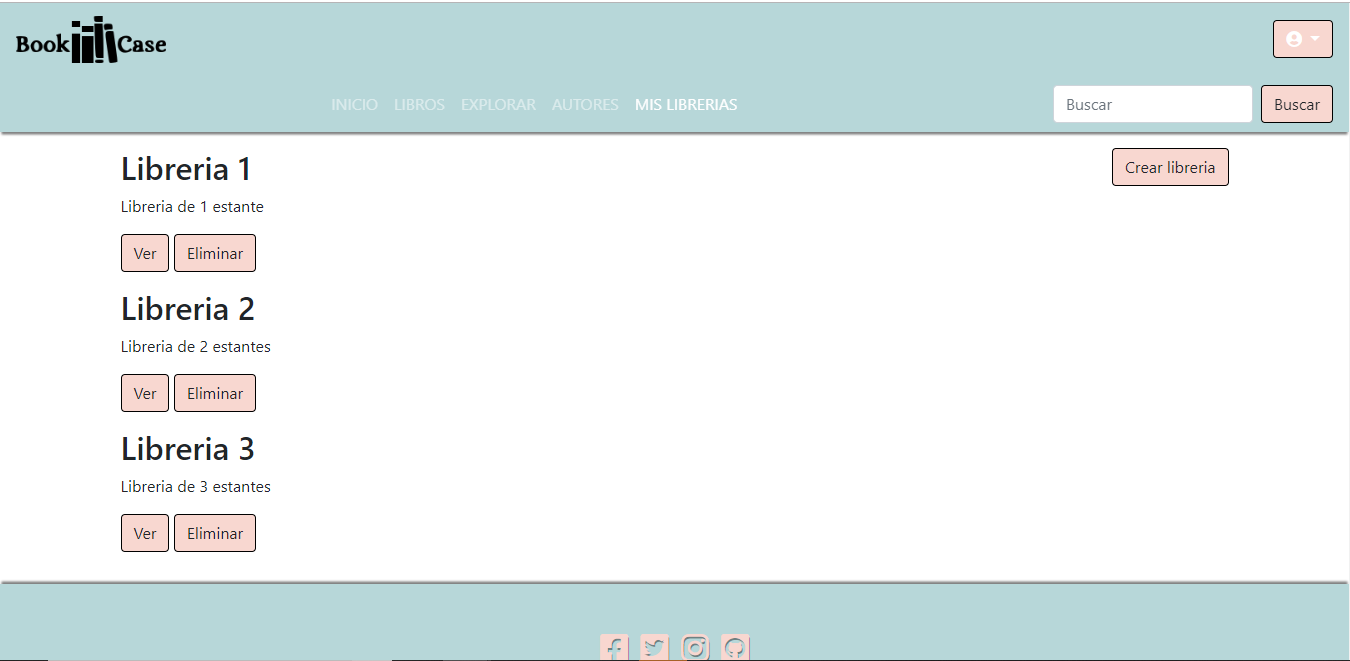 Book Case
INICIO LIBROS EXPLORAR AUTORES MIS LIBRERIAS Buscar Buscar
Libreria 1 Crear libreria
Libreria de 1 estante
Ver Eliminar
Libreria 2
Libreria de 2 estantes
Ver Eliminar
Libreria 3
Libreria de 3 estantes
Ver Eliminar